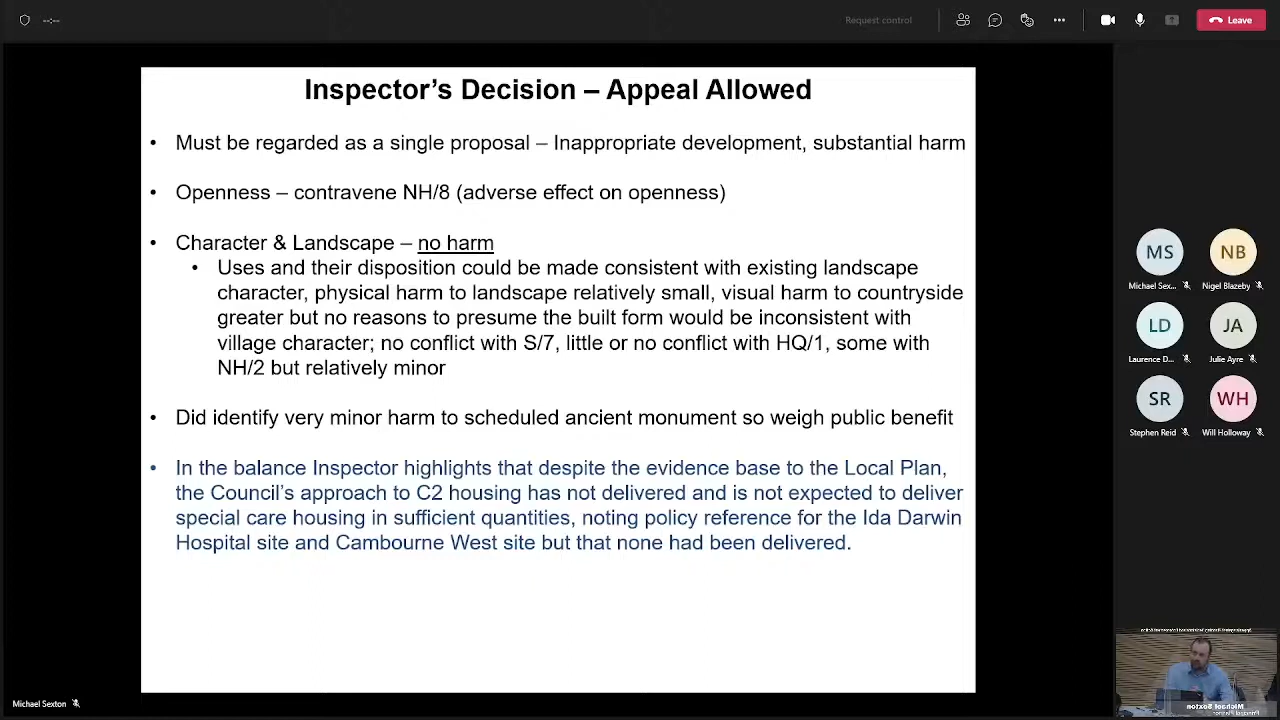 --:--
Request control
Leave
Inspector's Decision – Appeal Allowed
• Must be regarded as a single proposal – Inappropriate development, substantial harm
• Openness – contravene NH/8 (adverse effect on openness)
• Character & Landscape – no harm
• Uses and their disposition could be made consistent with existing landscape
character, physical harm to landscape relatively small, visual harm to countryside
greater but no reasons to presume the built form would be inconsistent with
village character; no conflict with S/7, little or no conflict with HQ/1, some with
NH/2 but relatively minor
• Did identify very minor harm to scheduled ancient monument so weigh public benefit
• In the balance Inspector highlights that despite the evidence base to the Local Plan,
the Council's approach to C2 housing has not delivered and is not expected to deliver
special care housing in sufficient quantities, noting policy reference for the Ida Darwin
Hospital site and Cambourne West site but that none had been delivered.
MS
NB
Michael Sex...
Nigel Blazeby
LD
JA
Laurence D...
Julie Ayre
SR
WH
Stephen Reid
Will Holloway
Michael Sexton
Michael Sexton